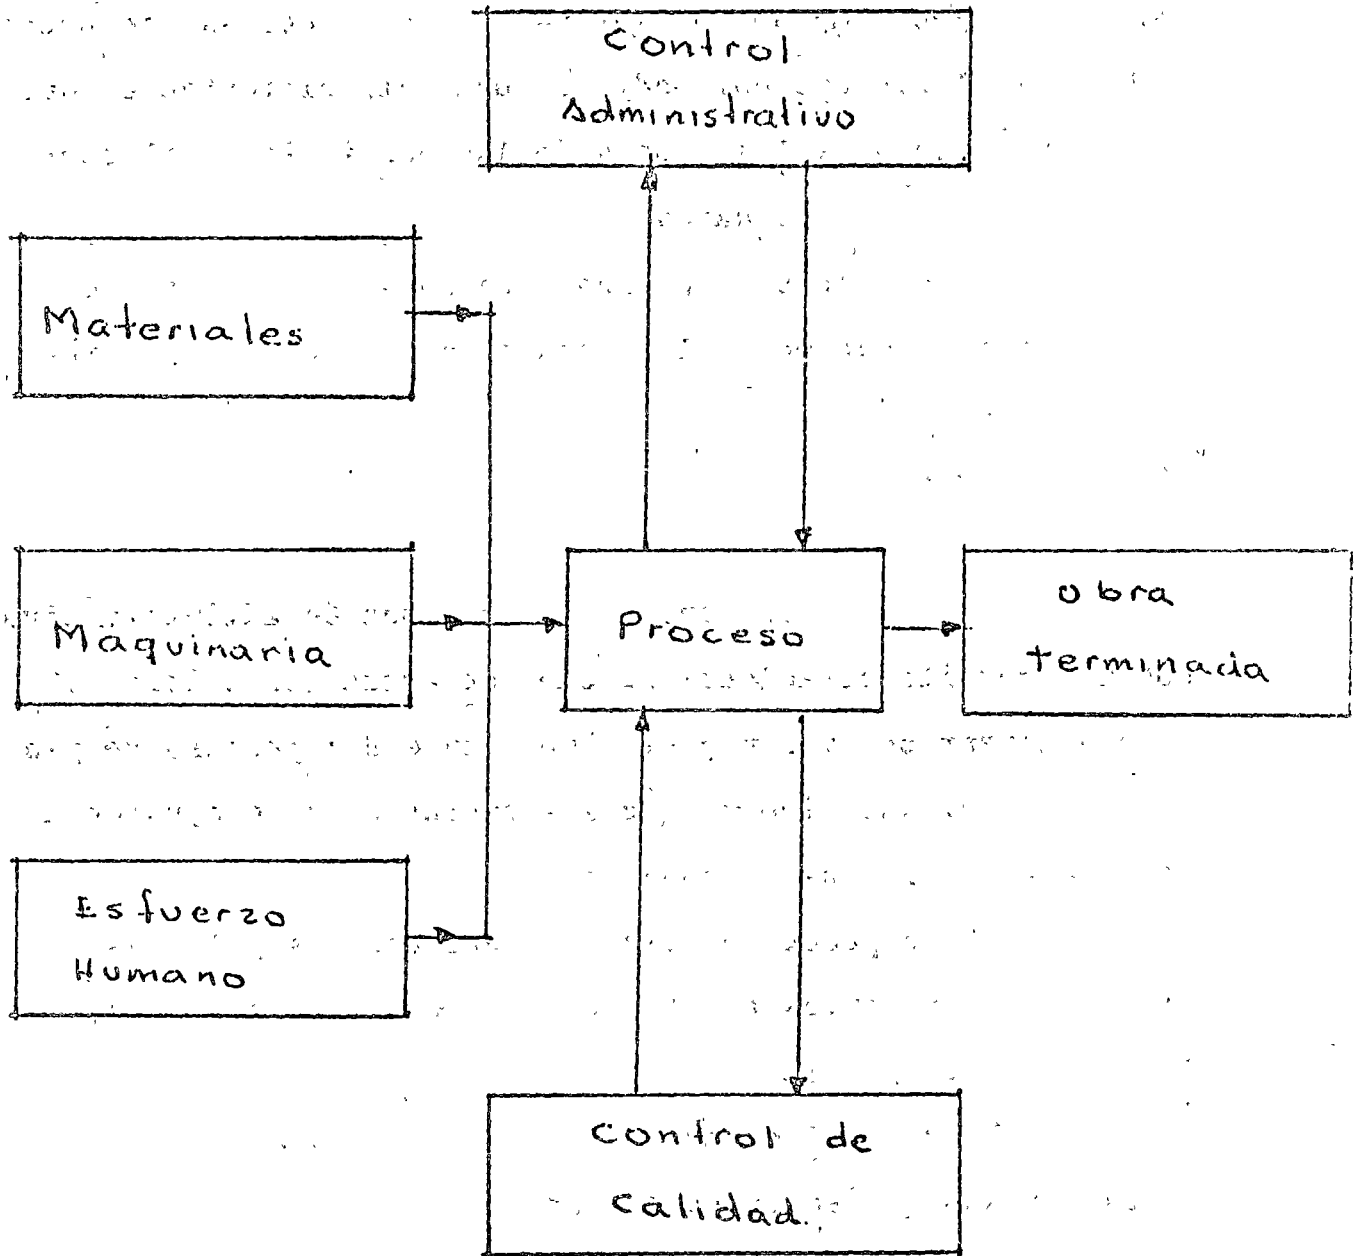 Control
Administrativo
Materiales
Maquinaria
Proceso
Obra
terminada
Esfuerzo
Humano
Control de
Calidad.